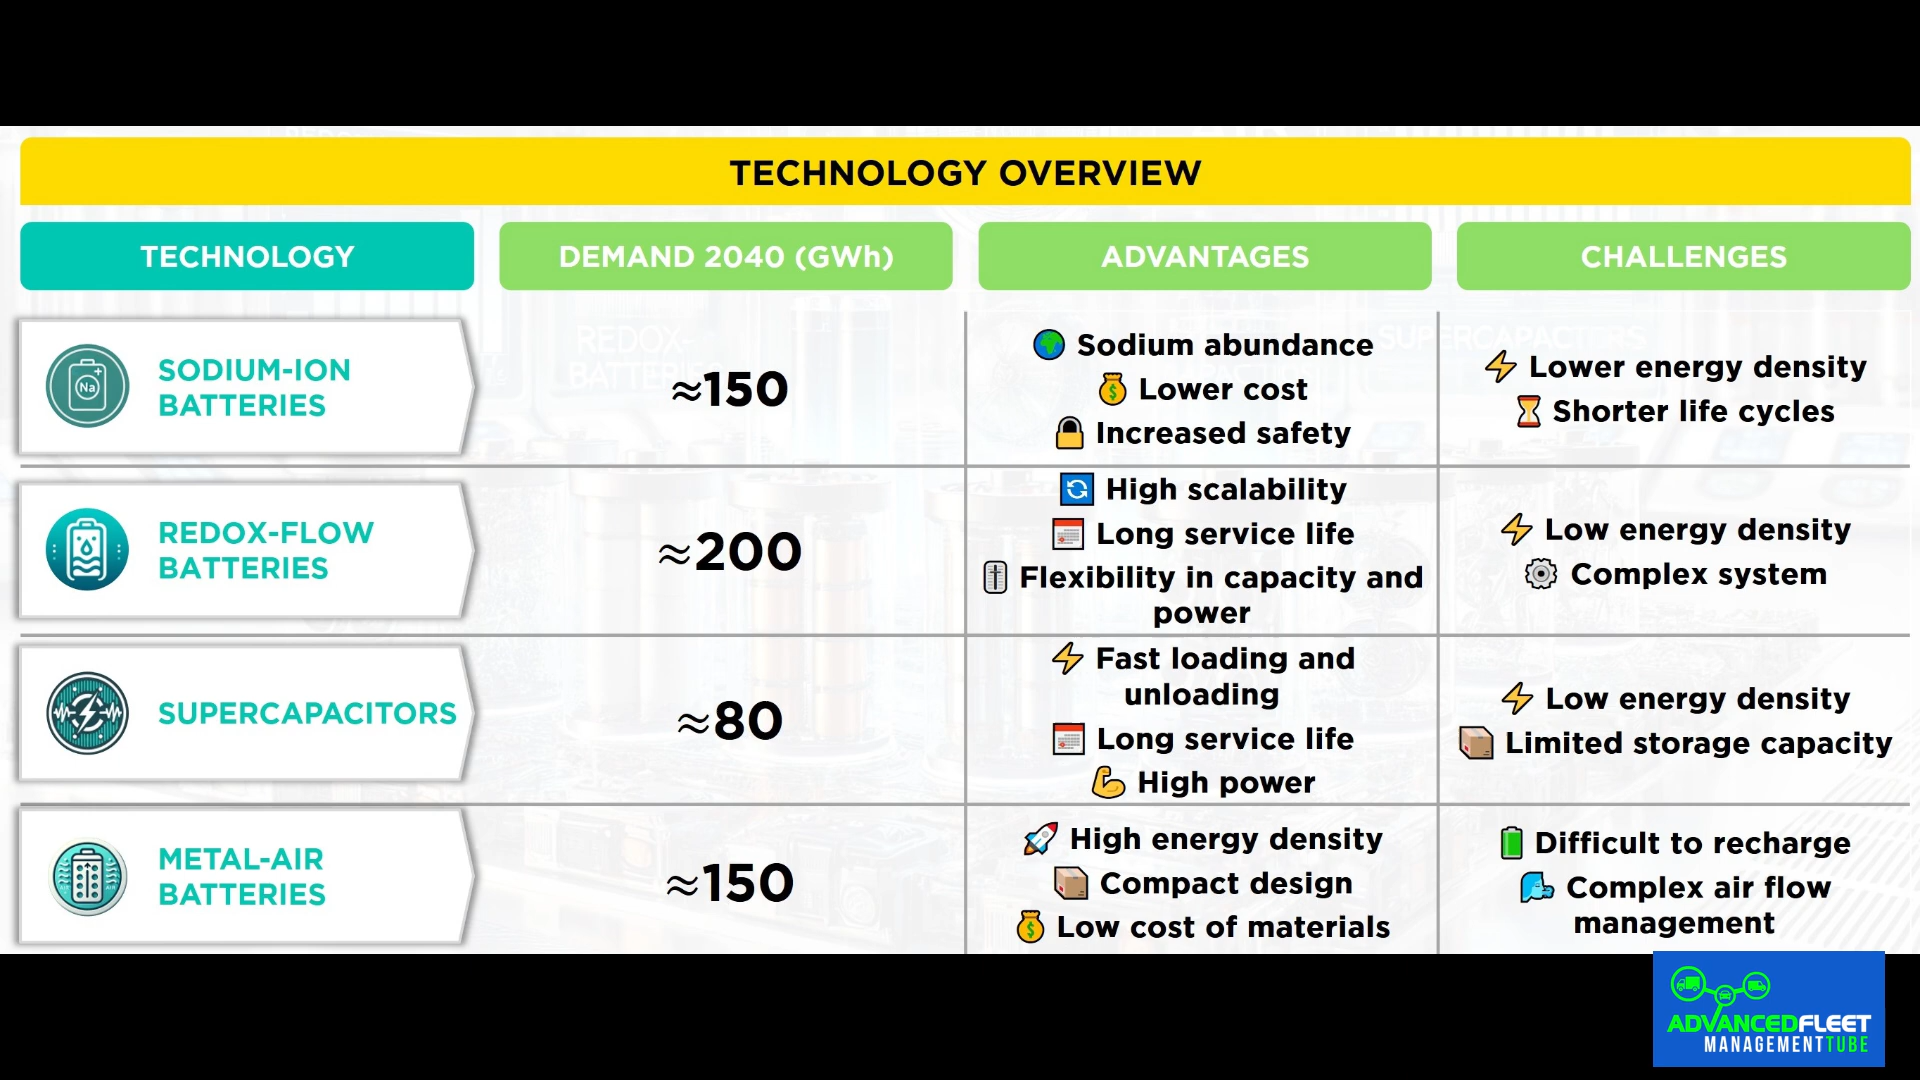 TECHNOLOGY OVERVIEW
TECHNOLOGY
DEMAND 2040 (GWh)
ADVANTAGES
CHALLENGES
SODIUM-ION
BATTERIES
≈150
Sodium abundance
Lower cost
Increased safety
Lower energy density
Shorter life cycles
REDOX-FLOW
BATTERIES
≈200
High scalability
Long service life
Flexibility in capacity and
power
Low energy density
Complex system
SUPERCAPACITORS
≈80
Fast loading and
unloading
Long service life
High power
Low energy density
Limited storage capacity
METAL-AIR
BATTERIES
≈150
High energy density
Compact design
Low cost of materials
Difficult to recharge
Complex air flow
management
Na
REDOX-
BATTERIES
SUPERCAPACITORS
ADVANCEDFLEET
MANAGEMENTTUBE